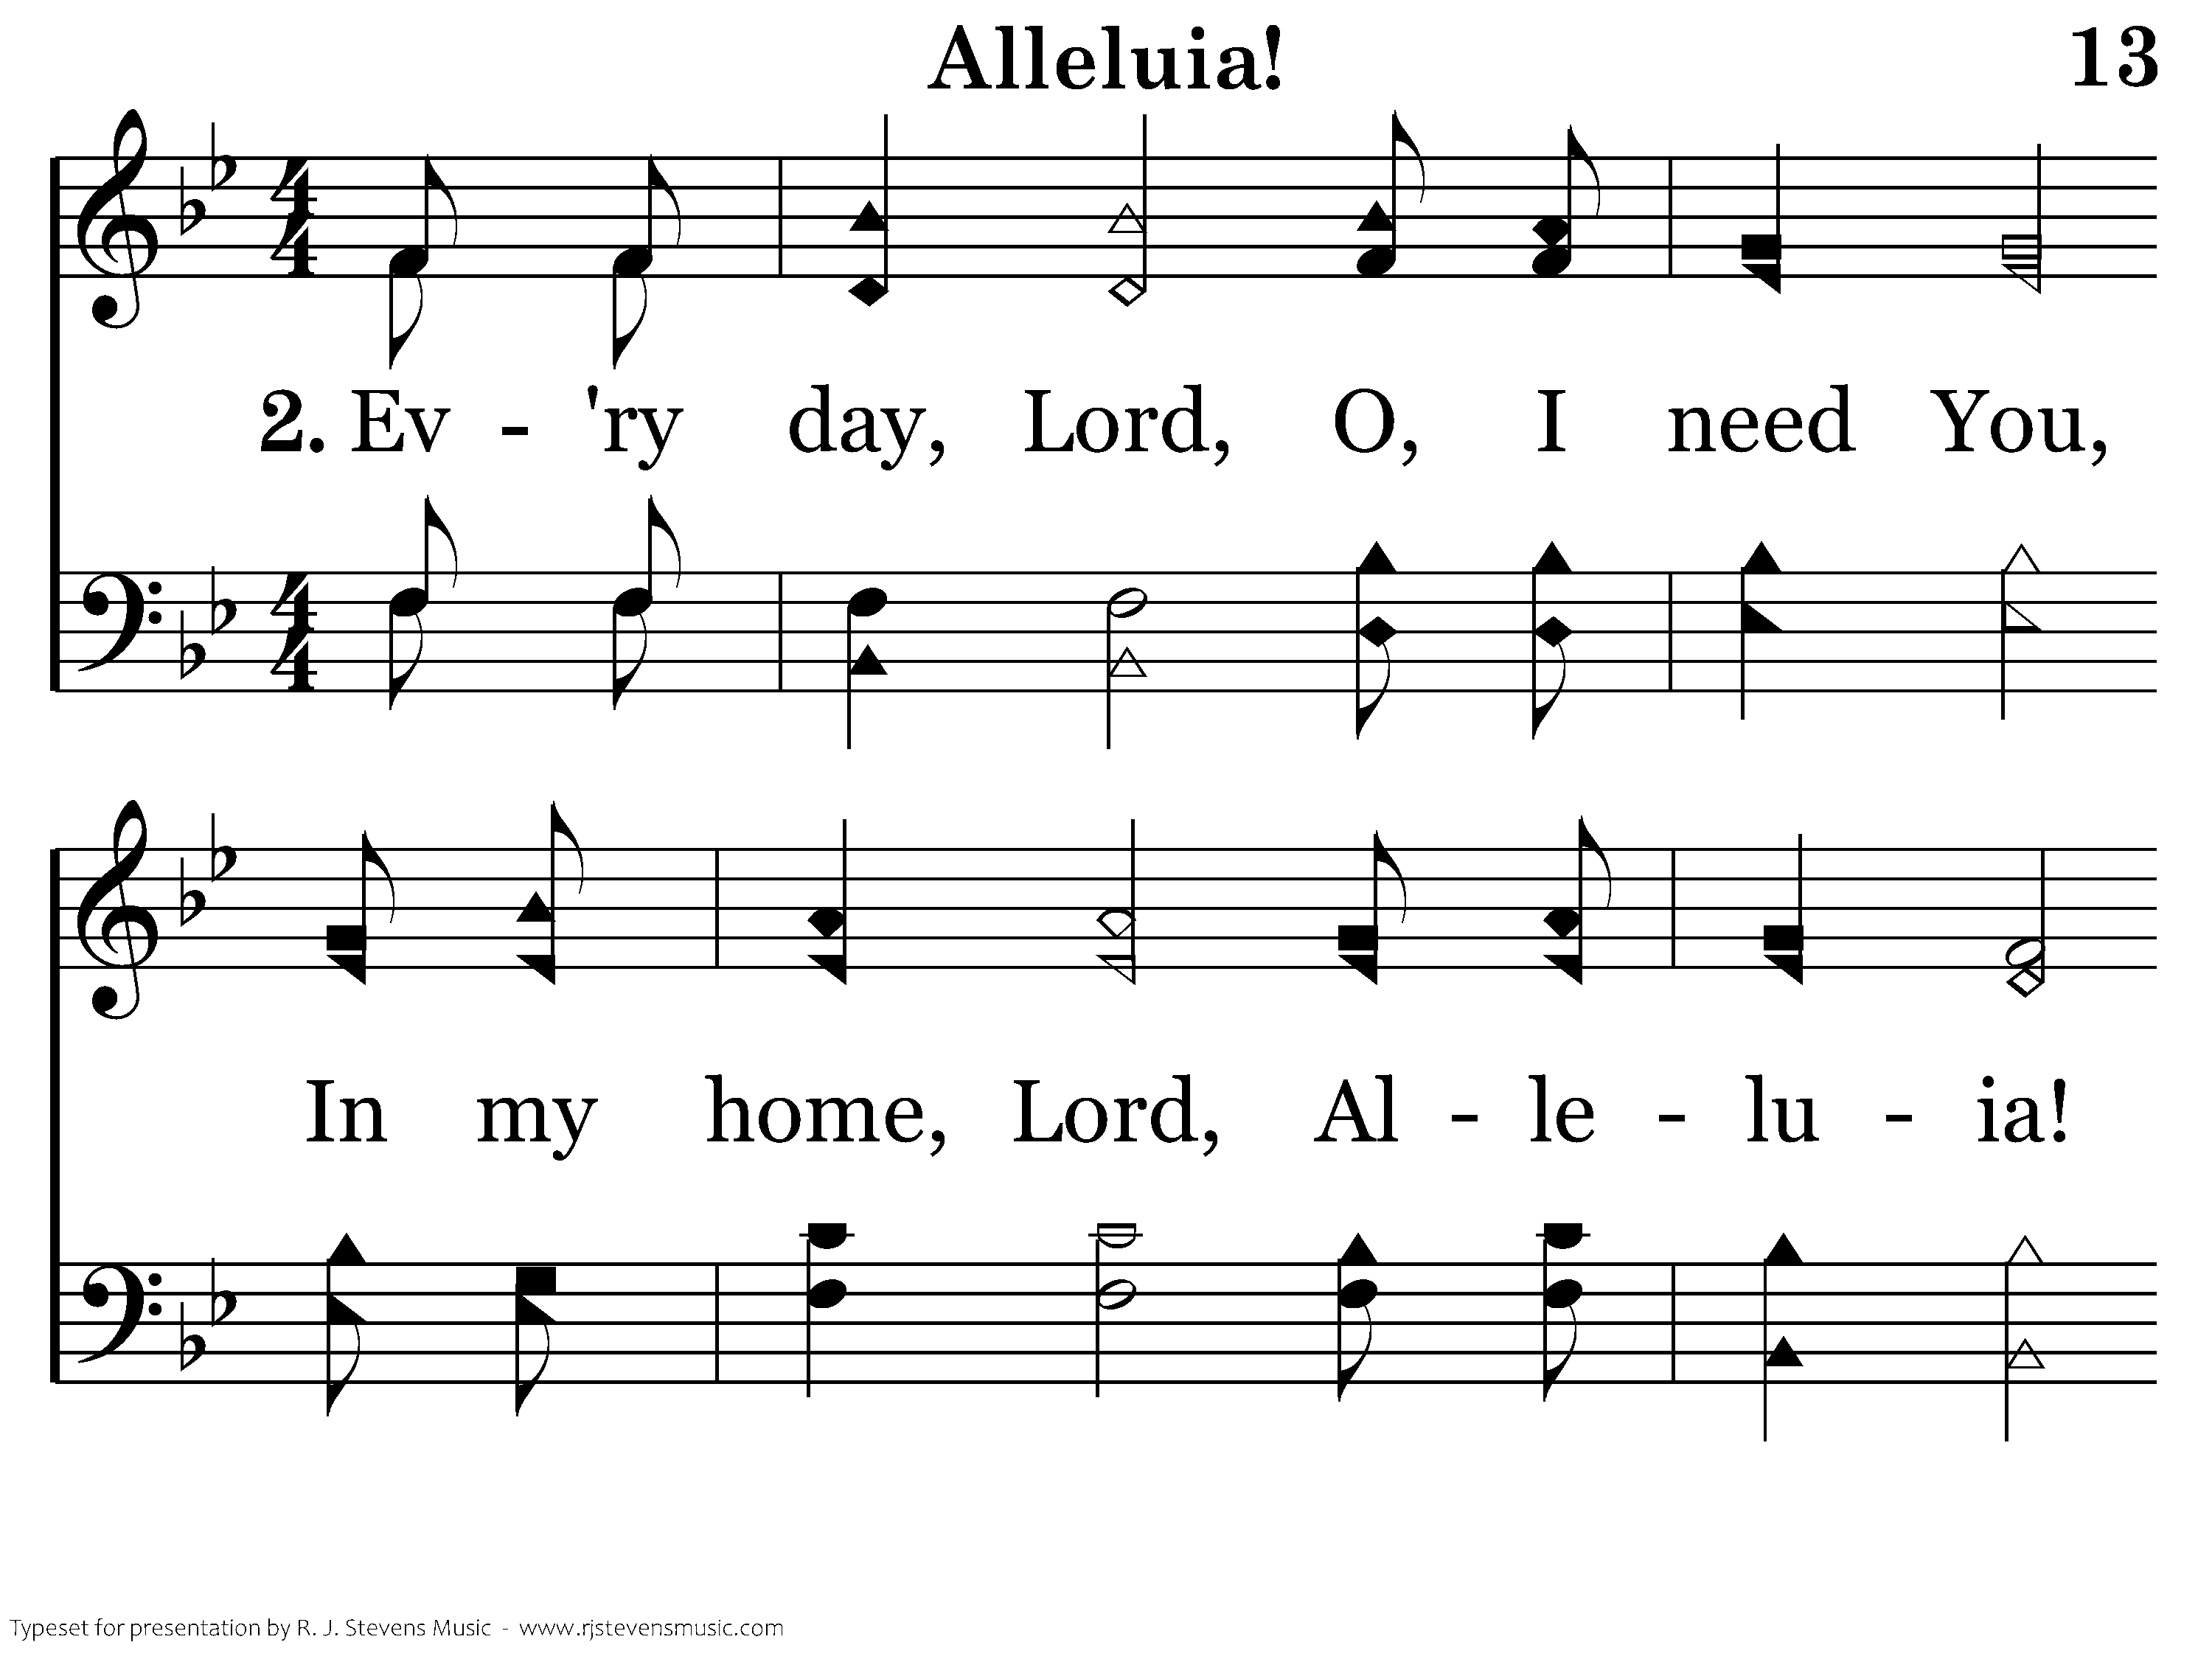 Alleluia! 13
2. Ev - 'ry day, Lord, O, I need You,
In my home, Lord, Al - le - lu - ia!
Typeset for presentation by R. J. Stevens Music - www.rjstevensmusic.com